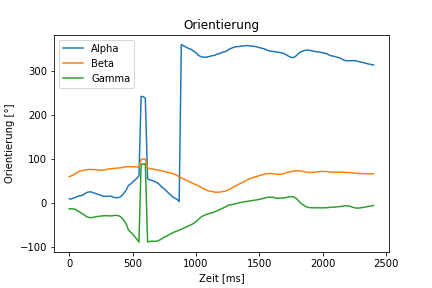 Orientierung
Alpha
Beta
Gamma
Orientierung [°]
300
200
100
0
−100
0
500
1000
1500
2000
2500
Zeit [ms]